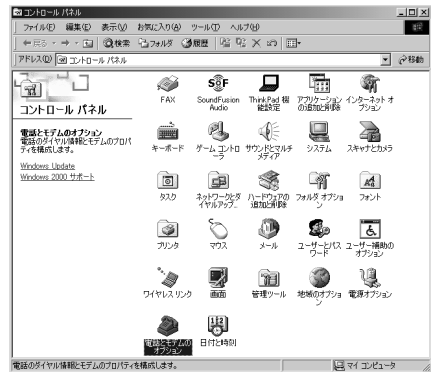 コントロール パネル
ファイル(F) 編集(E) 表示(V) お気に入り(A) ツール(T) ヘルプ(H)
戻る 検索 フォルダ 履歴
アドレス(D) コントロール パネル 移動
コントロール パネル
電話とモデムのオプション
電話のダイヤル情報とモデムのプロパティを構成します。
Windows Update
Windows 2000 サポート
FAX
SoundFusion Audio
ThinkPad 機能設定
アプリケーションの追加と削除
インターネット オプション
キーボード
ゲーム コントローラ
サウンドとマルチメディア
システム
スキャナとカメラ
タスク
ネットワークとダイヤルアップ...
ハードウェアの追加と削除
フォルダ オプション
フォント
プリンタ
マウス
メール
ユーザーとパスワード
ユーザー補助のオプション
ワイヤレス リンク
画面
管理ツール
地域のオプション
電源オプション
電話とモデムのオプション
日付と時刻
電話のダイヤル情報とモデムのプロパティを構成します。
マイ コンピュータ